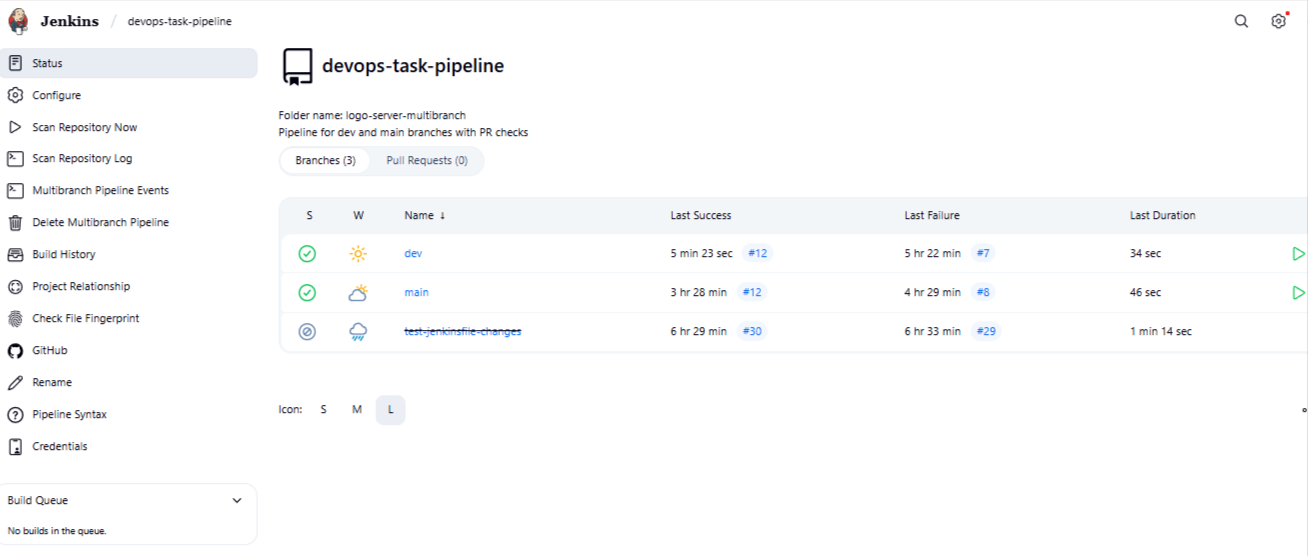 Jenkins / devops-task-pipeline
Status
Configure
Scan Repository Now
Scan Repository Log
Multibranch Pipeline Events
Delete Multibranch Pipeline
Build History
Project Relationship
Check File Fingerprint
GitHub
Rename
Pipeline Syntax
Credentials
Build Queue
No builds in the queue.
devops-task-pipeline
Folder name: logo-server-multibranch
Pipeline for dev and main branches with PR checks
Branches (3) Pull Requests (0)
S W Name ↓ Last Success Last Failure Last Duration
dev 5 min 23 sec #12 5 hr 22 min #7 34 sec
main 3 hr 28 min #12 4 hr 29 min #8 46 sec
test-jenkinsfile-changes 6 hr 29 min #30 6 hr 33 min #29 1 min 14 sec
Icon: S M L